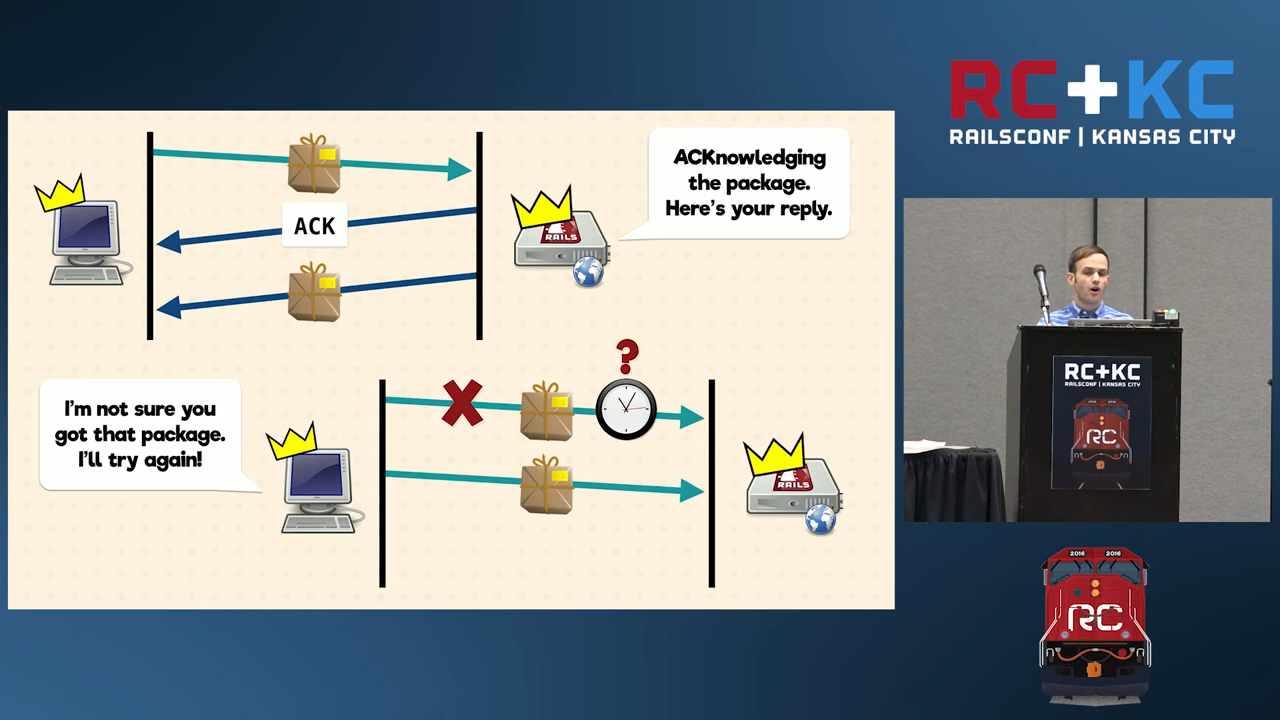 RC+KC
RAILSCONF | KANSAS CITY
ACKnowledging
the package.
Here's your reply.
ACK
RAILS
?
I'm not sure you
got that package.
I'll try again!
RAILS
RC+KC
RAILSCONF | KANSAS CITY
RC
2016 2016
RC